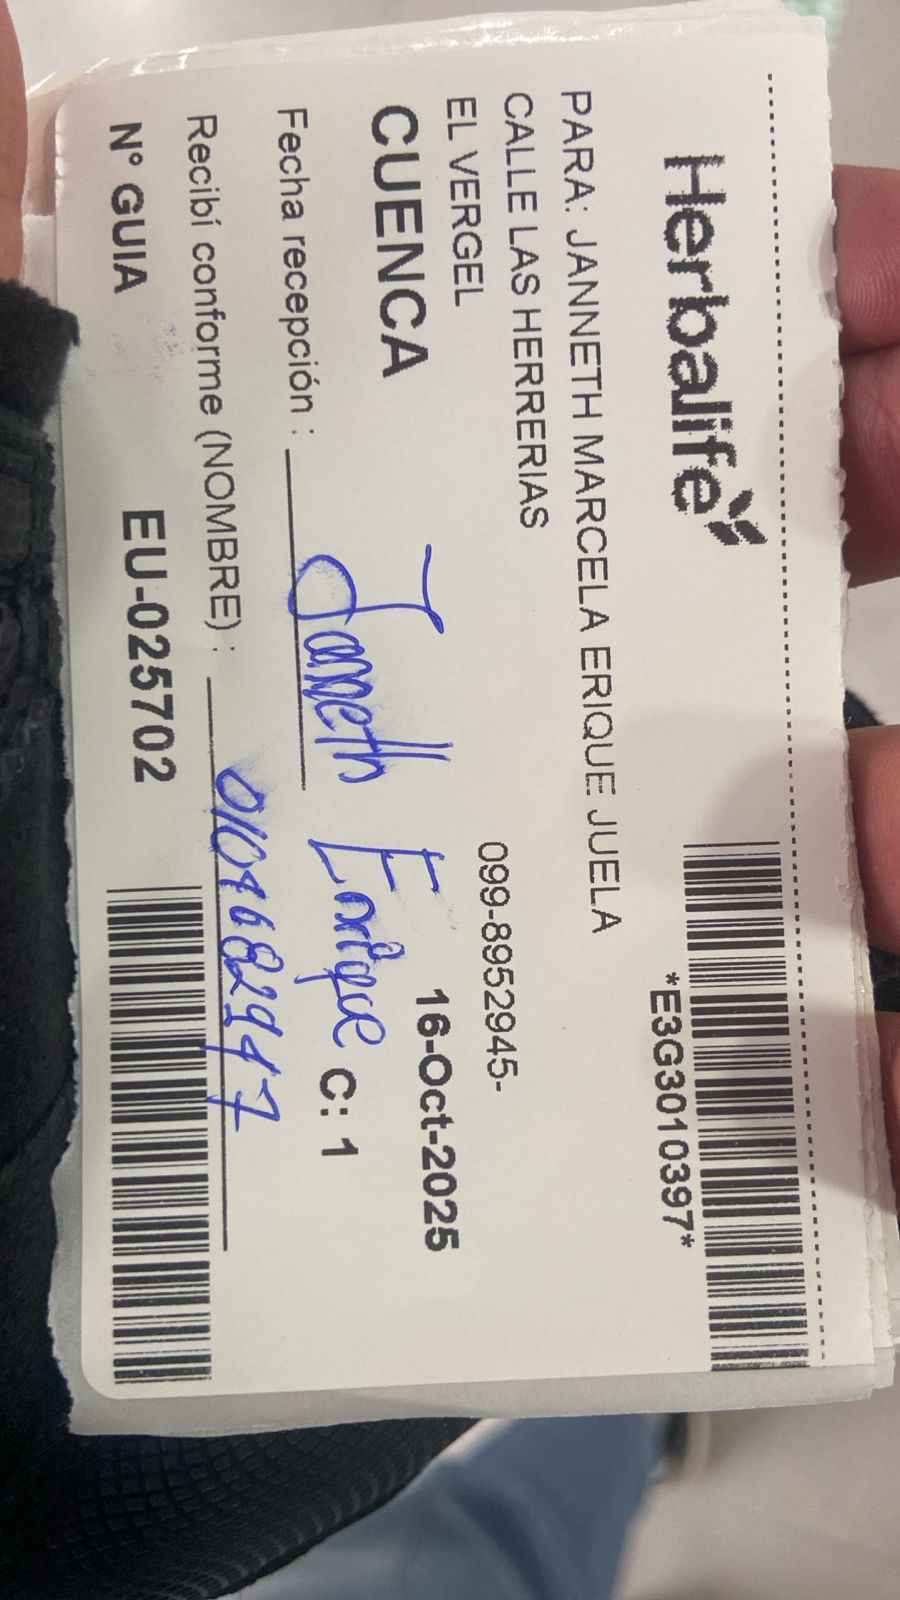 Herbalife
*E3G3010397*
PARA: JANNETH MARCELA ERIQUE JUELA
CALLE LAS HERRERIAS
EL VERGEL 099-8952945-
CUENCA 16-Oct-2025
Fecha recepción : Janneth Erique C: 1
Recibí conforme (NOMBRE) : 0104682947
N° GUIA EU-025702